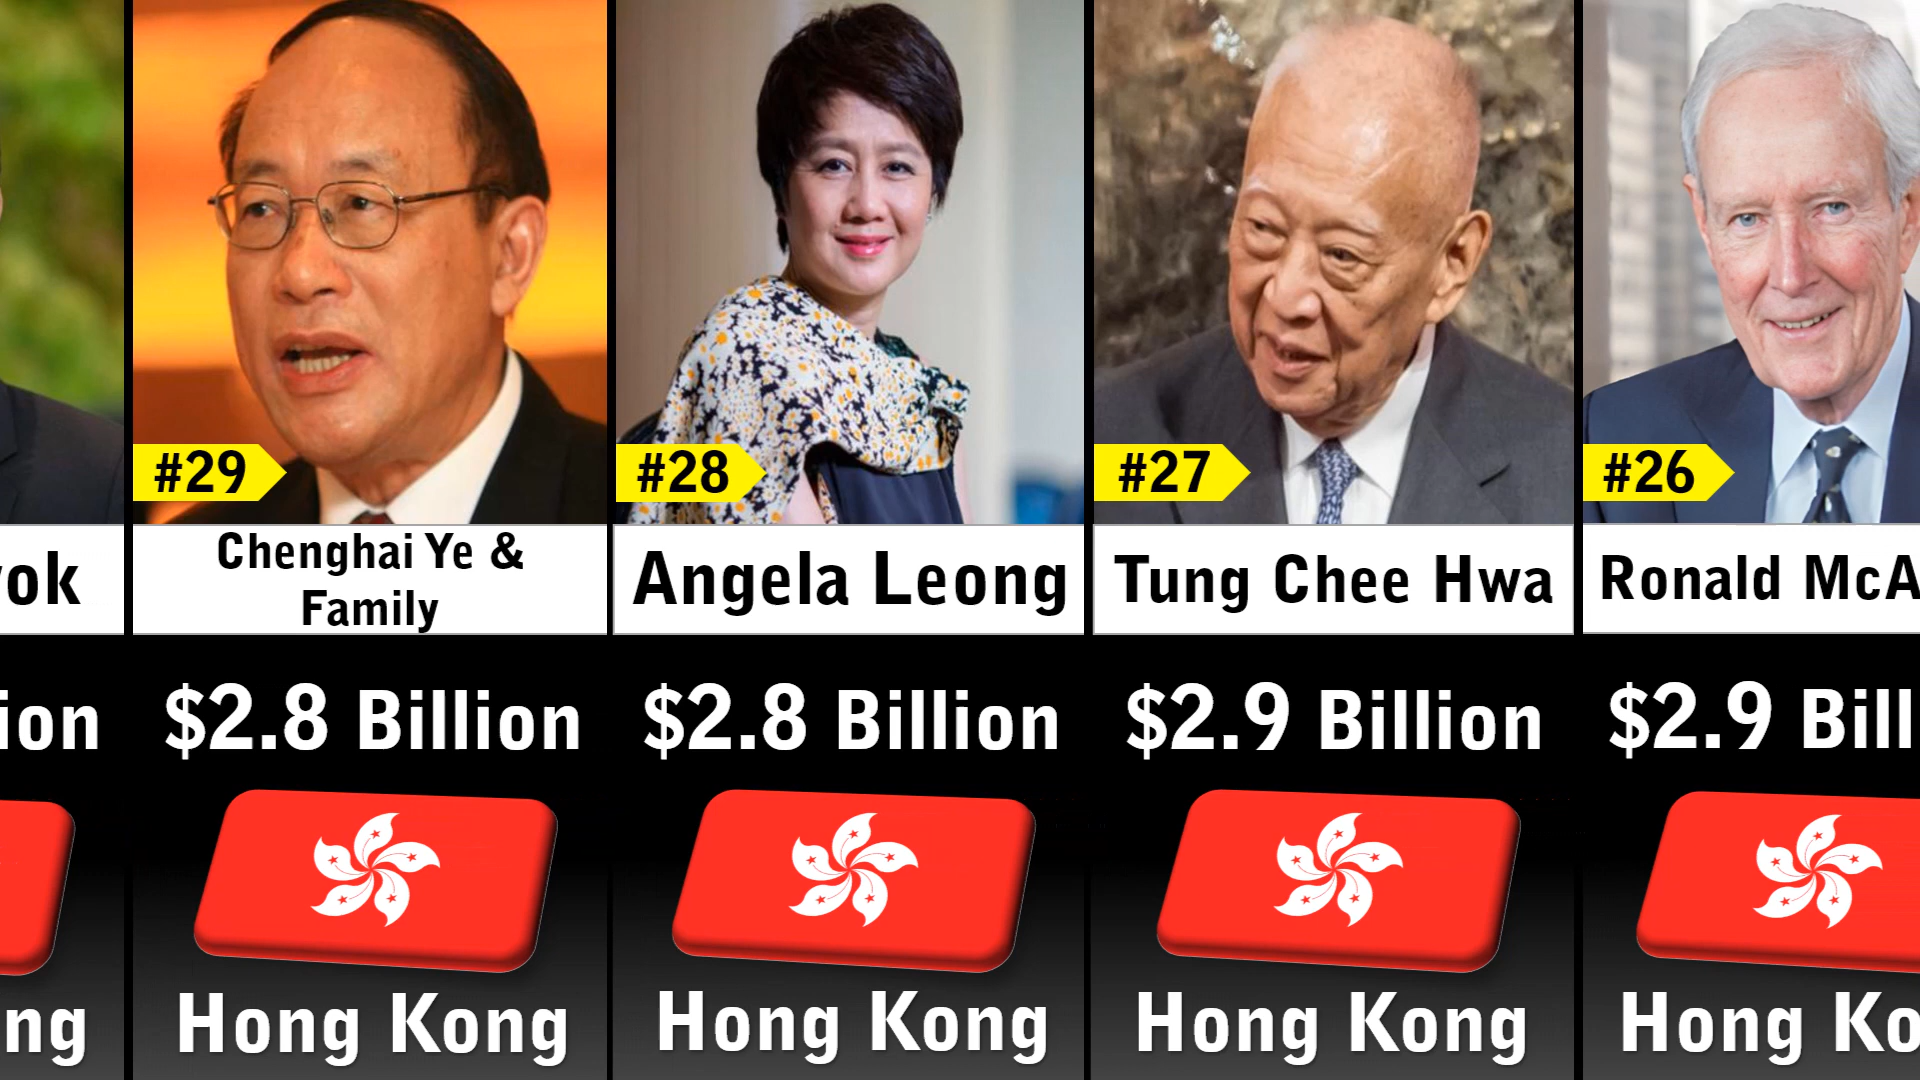 #29
#28
#27
#26
Chenghai Ye &
Family
Angela Leong
Tung Chee Hwa
Ronald McA
$2.8 Billion
$2.8 Billion
$2.9 Billion
$2.9 Bill
Hong Kong
Hong Kong
Hong Kong
Hong Ko